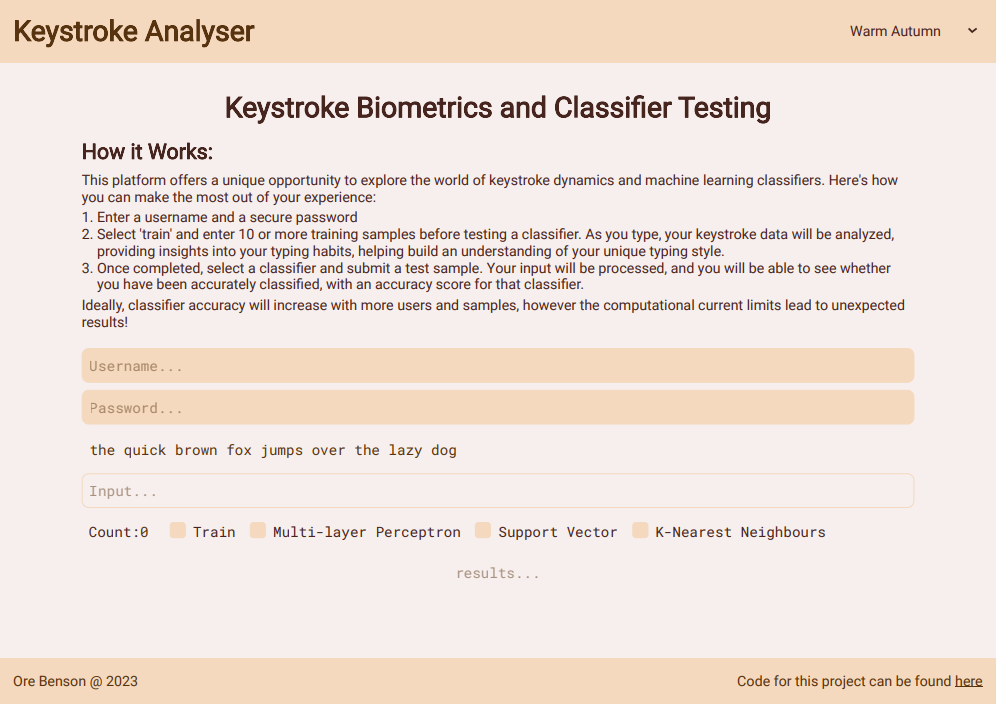 Keystroke Analyser
Warm Autumn
Keystroke Biometrics and Classifier Testing
How it Works:
This platform offers a unique opportunity to explore the world of keystroke dynamics and machine learning classifiers. Here's how
you can make the most out of your experience:
1. Enter a username and a secure password
2. Select 'train' and enter 10 or more training samples before testing a classifier. As you type, your keystroke data will be analyzed,
providing insights into your typing habits, helping build an understanding of your unique typing style.
3. Once completed, select a classifier and submit a test sample. Your input will be processed, and you will be able to see whether
you have been accurately classified, with an accuracy score for that classifier.
Ideally, classifier accuracy will increase with more users and samples, however the computational current limits lead to unexpected
results!
Username...
Password...
the quick brown fox jumps over the lazy dog
Input...
Count:0 Train Multi-layer Perceptron Support Vector K-Nearest Neighbours
results...
Ore Benson @ 2023
Code for this project can be found here